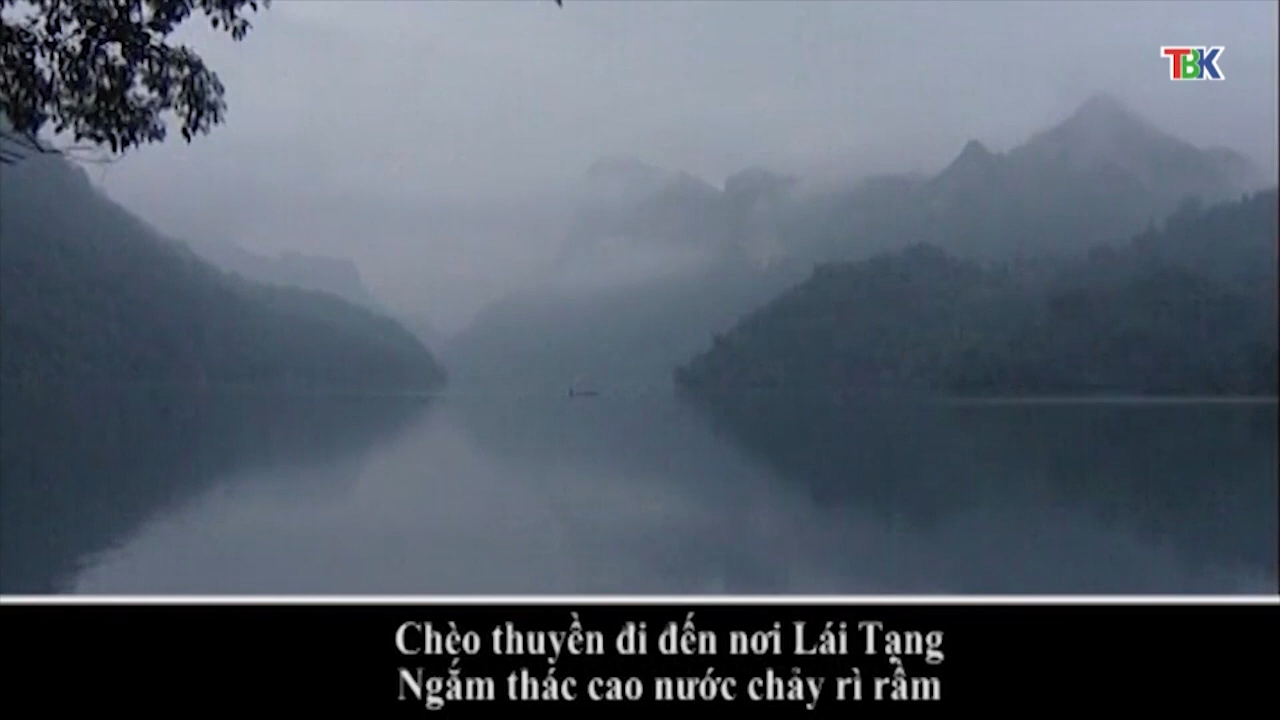 TBK
Chèo thuyền đi đến nơi Lái Tạng
Ngắm thác cao nước chảy rì rầm